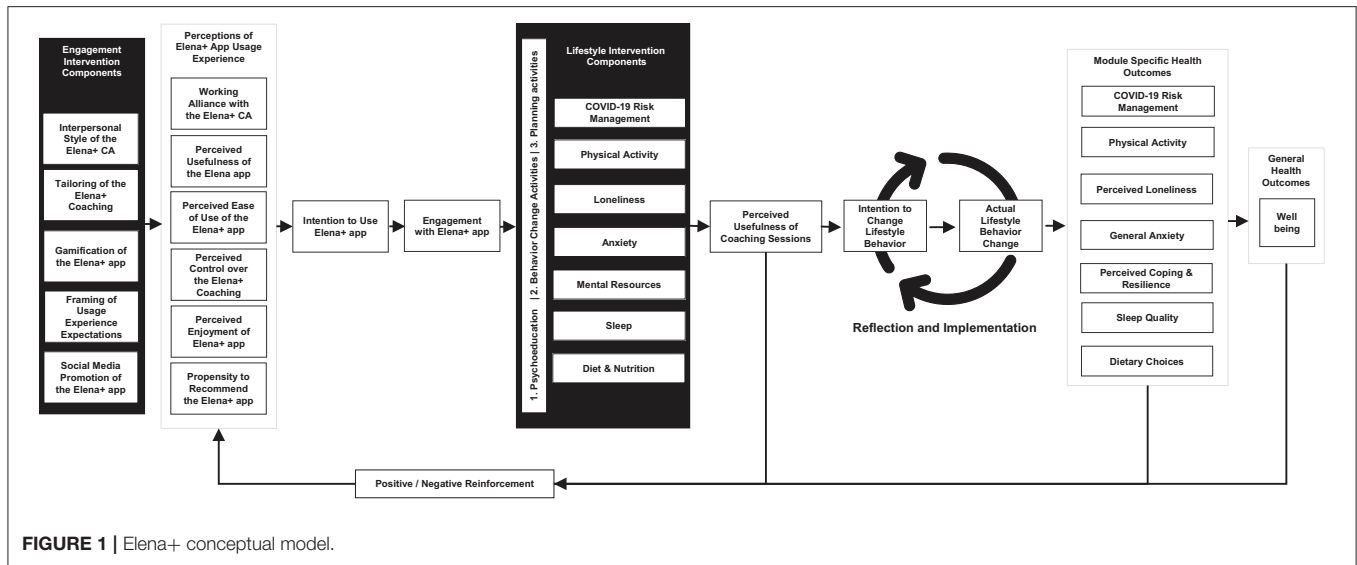 Engagement
Intervention
Components
Interpersonal
Style of the
Elena+ CA
Tailoring of the
Elena+
Coaching
Gamification of
the Elena+ app
Framing of
Usage
Experience
Expectations
Social Media
Promotion of
the Elena+ app
Perceptions of
Elena+ App Usage
Experience
Working
Alliance with
the Elena+ CA
Perceived
Usefulness of
the Elena app
Perceived Ease
of Use of the
Elena+ app
Perceived
Control over
the Elena+
Coaching
Perceived
Enjoyment of
Elena+ app
Propensity to
Recommend
the Elena+ app
Intention to Use
Elena+ app
Engagement
with Elena+ app
1. Psychoeducation | 2. Behavior Change Activities | 3. Planning activities
Lifestyle Intervention
Components
COVID-19 Risk
Management
Physical Activity
Loneliness
Anxiety
Mental Resources
Sleep
Diet & Nutrition
Perceived
Usefulness of
Coaching Sessions
Intention to
Change
Lifestyle
Behavior
Actual
Lifestyle
Behavior
Change
Reflection and Implementation
Module Specific Health
Outcomes
COVID-19 Risk
Management
Physical Activity
Perceived Loneliness
General Anxiety
Perceived Coping &
Resilience
Sleep Quality
Dietary Choices
General
Health
Outcomes
Well
being
Positive / Negative Reinforcement
FIGURE 1 | Elena+ conceptual model.